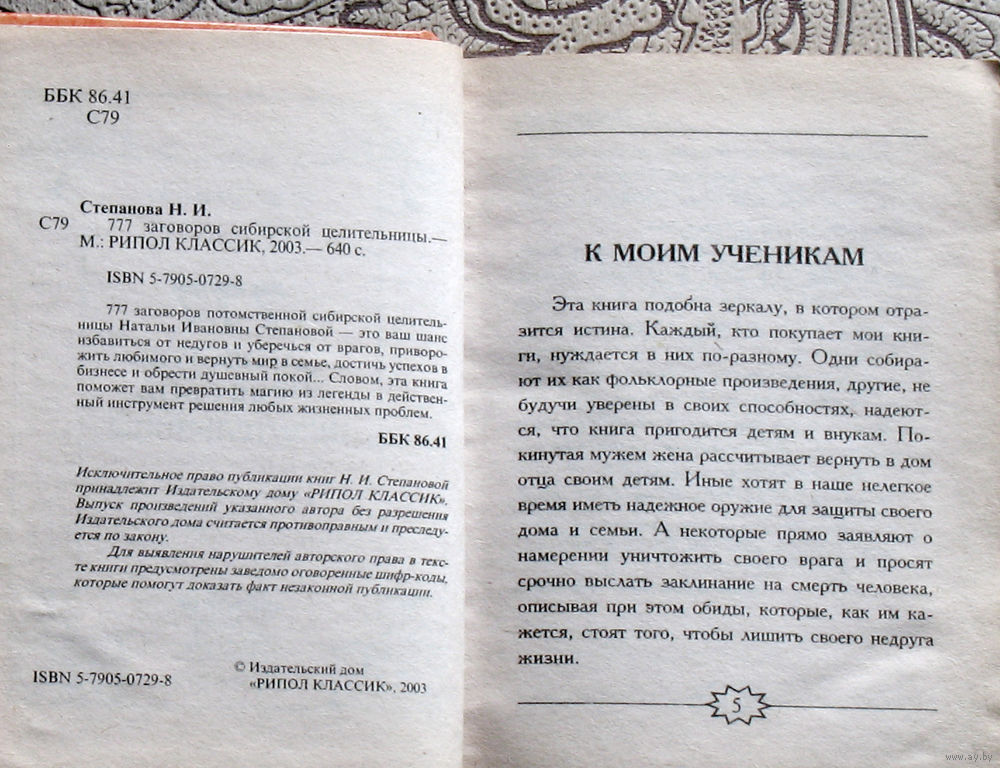 ББК 86.41
С79
Степанова Н. И.
С79 777 заговоров сибирской целительницы.—
М.: РИПОЛ КЛАССИК, 2003.— 640 с.
ISBN 5-7905-0729-8
777 заговоров потомственной сибирской целитель-
ницы Натальи Ивановны Степановой — это ваш шанс
избавиться от недугов и уберечься от врагов, приворо-
жить любимого и вернуть мир в семье, достичь успехов в
бизнесе и обрести душевный покой... Словом, эта книга
поможет вам превратить магию из легенды в действен-
ный инструмент решения любых жизненных проблем.
ББК 86.41
Исключительное право публикации книг Н. И. Степановой
принадлежит Издательскому дому «РИПОЛ КЛАССИК».
Выпуск произведений указанного автора без разрешения
Издательского дома считается противоправным и преследу-
ется по закону.
Для выявления нарушителей авторского права в текс-
те книги предусмотрены заведомо оговоренные шифр-коды,
которые помогут доказать факт незаконной публикации.
ISBN 5-7905-0729-8
© Издательский дом
«РИПОЛ КЛАССИК», 2003
К МОИМ УЧЕНИКАМ
Эта книга подобна зеркалу, в котором отра-
зится истина. Каждый, кто покупает мои кни-
ги, нуждается в них по-разному. Одни собира-
ют их как фольклорные произведения, другие, не
будучи уверены в своих способностях, надеют-
ся, что книга пригодится детям и внукам. По-
кинутая мужем жена рассчитывает вернуть в дом
отца своим детям. Иные хотят в наше нелегкое
время иметь надежное оружие для защиты своего
дома и семьи. А некоторые прямо заявляют о
намерении уничтожить своего врага и просят
срочно выслать заклинание на смерть человека,
описывая при этом обиды, которые, как им ка-
жется, стоят того, чтобы лишить своего недруга
жизни.
5
www.ay.by